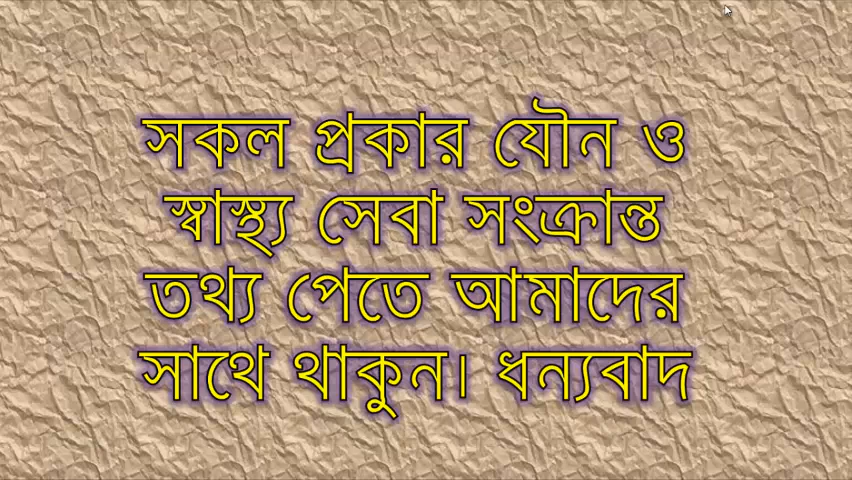 সকল প্রকার যৌন ও
স্বাস্থ্য সেবা সংক্রান্ত
তথ্য পেতে আমাদের
সাথে থাকুন। ধন্যবাদ